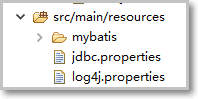 src/main/resources
mybatis
jdbc.properties
log4j.properties